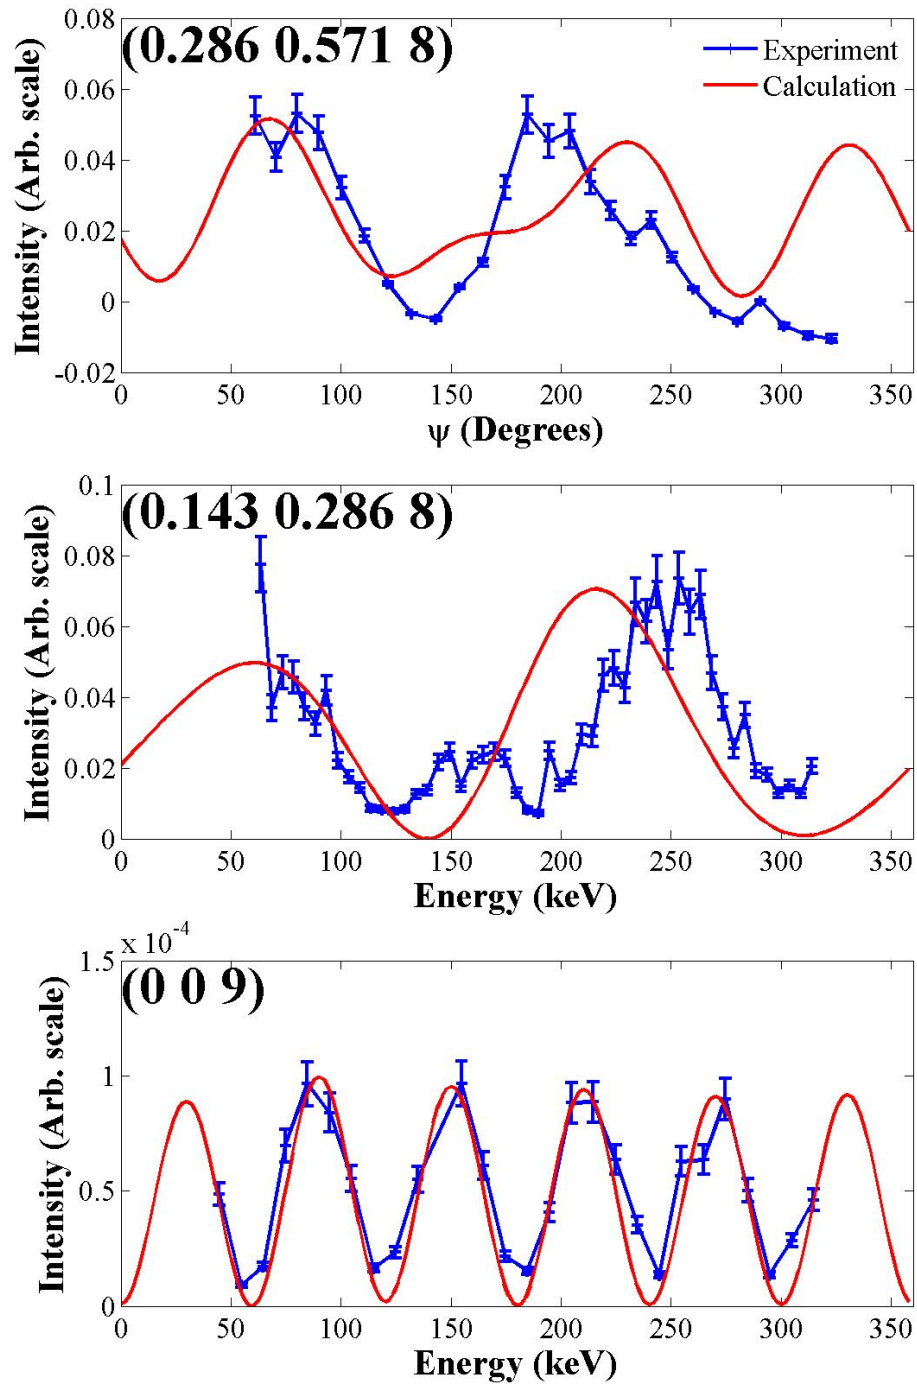 (0.286 0.571 8)
Experiment
Calculation
Intensity (Arb. scale)
0.08
0.06
0.04
0.02
0
-0.02
0 50 100 150 200 250 300 350
ψ (Degrees)
(0.143 0.286 8)
Intensity (Arb. scale)
0.1
0.08
0.06
0.04
0.02
0
0 50 100 150 200 250 300 350
Energy (keV)
x 10⁻⁴
(0 0 9)
Intensity (Arb. scale)
1.5
1
0.5
0
0 50 100 150 200 250 300 350
Energy (keV)